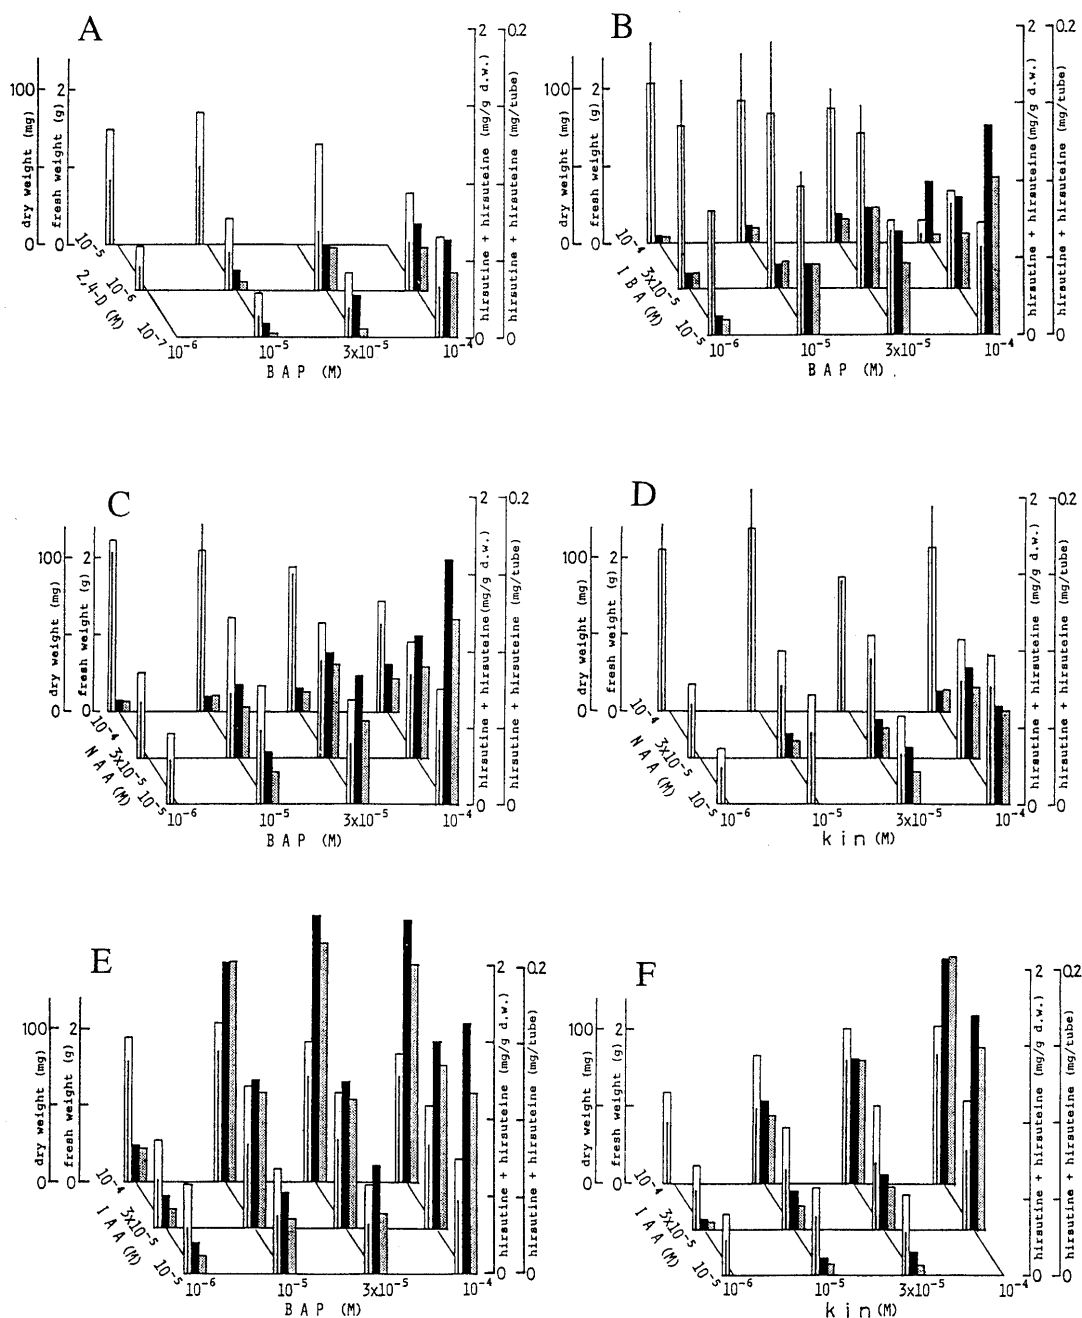 A
dry weight (mg)
0
100
fresh weight (g)
0
2
10-5
10-6
10-7
2,4-D (M)
10-6
10-5
3x10-5
10-4
B A P (M)
0
2
hirsutine + hirsuteine (mg/g d.w.)
0
0.2
hirsutine + hirsuteine (mg/tube)
B
dry weight (mg)
0
100
fresh weight (g)
0
2
10-4
3x10-5
10-5
I B A (M)
10-6
10-5
3x10-5
10-4
B A P (M)
0
2
hirsutine + hirsuteine (mg/g d.w.)
0
0.2
hirsutine + hirsuteine (mg/tube)
C
dry weight (mg)
0
100
fresh weight (g)
0
2
10-4
3x10-5
10-5
N A A (M)
10-6
10-5
3x10-5
10-4
B A P (M)
0
2
hirsutine + hirsuteine(mg/g d.w.)
0
0.2
hirsutine + hirsuteine (mg/tube)
D
dry weight (mg)
0
100
fresh weight (g)
0
2
10-4
3x10-5
10-5
N A A (M)
10-6
10-5
3x10-5
10-4
k i n (M)
0
2
hirsutine + hirsuteine (mg/g d.w.)
0
0.2
hirsutine + hirsuteine (mg/tube)
E
dry weight (mg)
0
100
fresh weight (g)
0
2
10-4
3x10-5
10-5
I A A (M)
10-6
10-5
3x10-5
10-4
B A P (M)
0
2
hirsutine + hirsuteine (mg/g d.w.)
0
0.2
hirsutine + hirsuteine (mg/tube)
F
dry weight (mg)
0
100
fresh weight (g)
0
2
10-4
3x10-5
10-5
I A A (M)
10-6
10-5
3x10-5
10-4
k i n (M)
0
2
hirsutine + hirsuteine (mg/g d.w.)
0
0.2
hirsutine + hirsuteine (mg/tube)